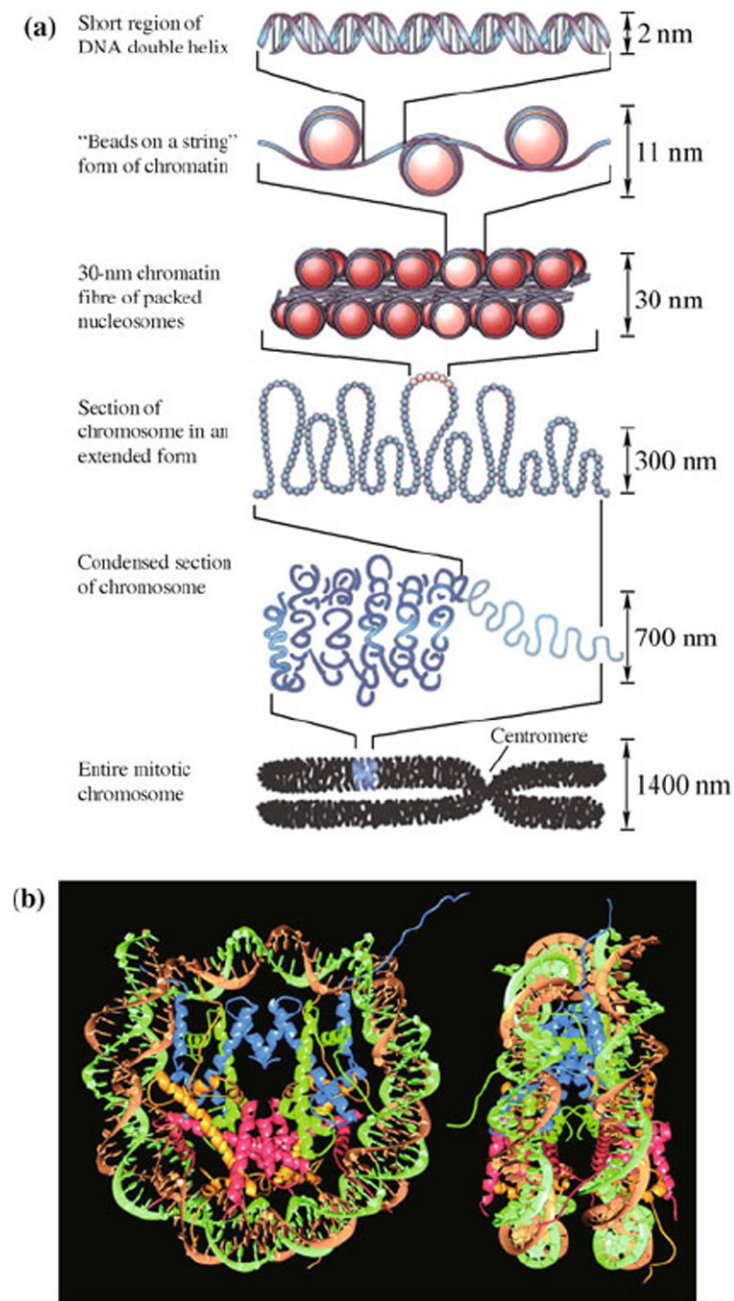 (a)
Short region of
DNA double helix
2 nm
“Beads on a string”
form of chromatin
11 nm
30-nm chromatin
fibre of packed
nucleosomes
30 nm
Section of
chromosome in an
extended form
300 nm
Condensed section
of chromosome
700 nm
Centromere
Entire mitotic
chromosome
1400 nm
(b)